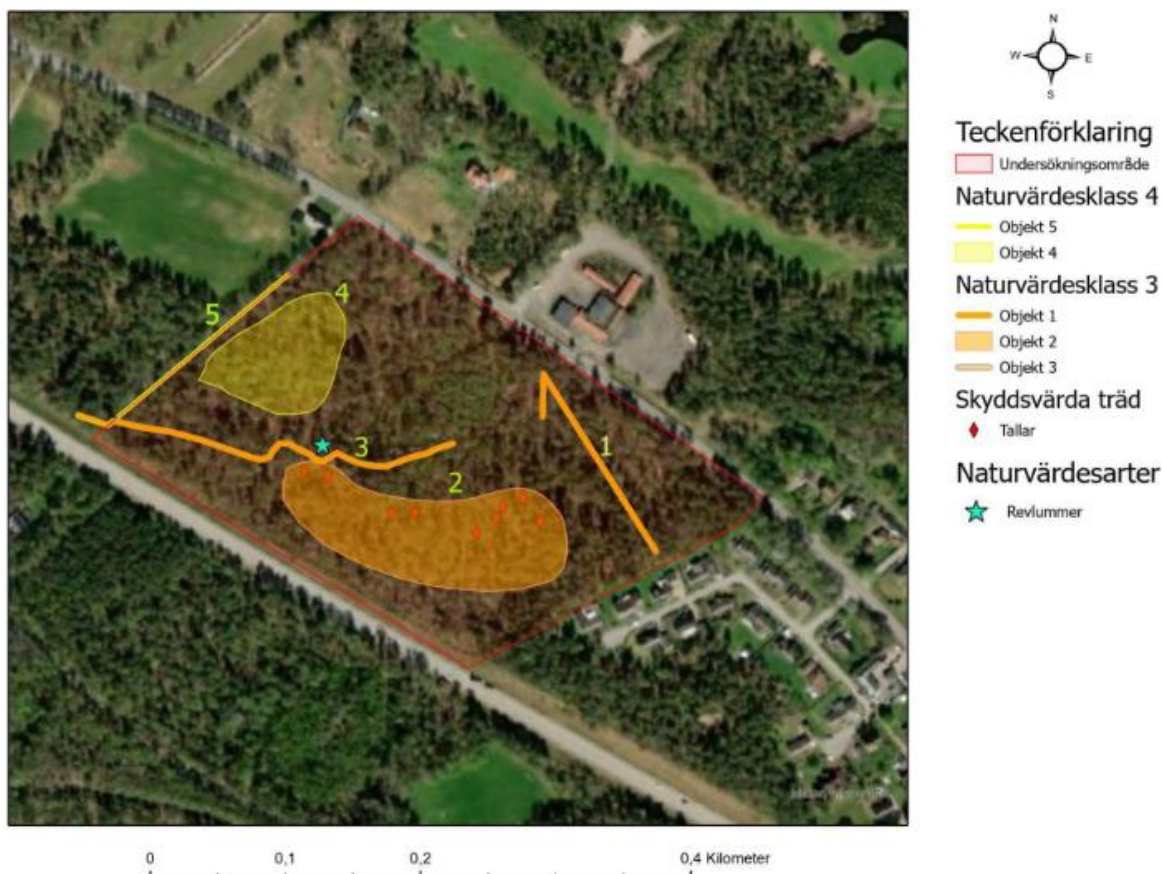 N
W E
S
Teckenförklaring
Undersökningsområde
Naturvärdesklass 4
Objekt 5
Objekt 4
Naturvärdesklass 3
Objekt 1
Objekt 2
Objekt 3
Skyddsvärda träd
Tallar
Naturvärdesarter
Revlummer
4
5
1
3
2
0 0,1 0,2 0,4 Kilometer